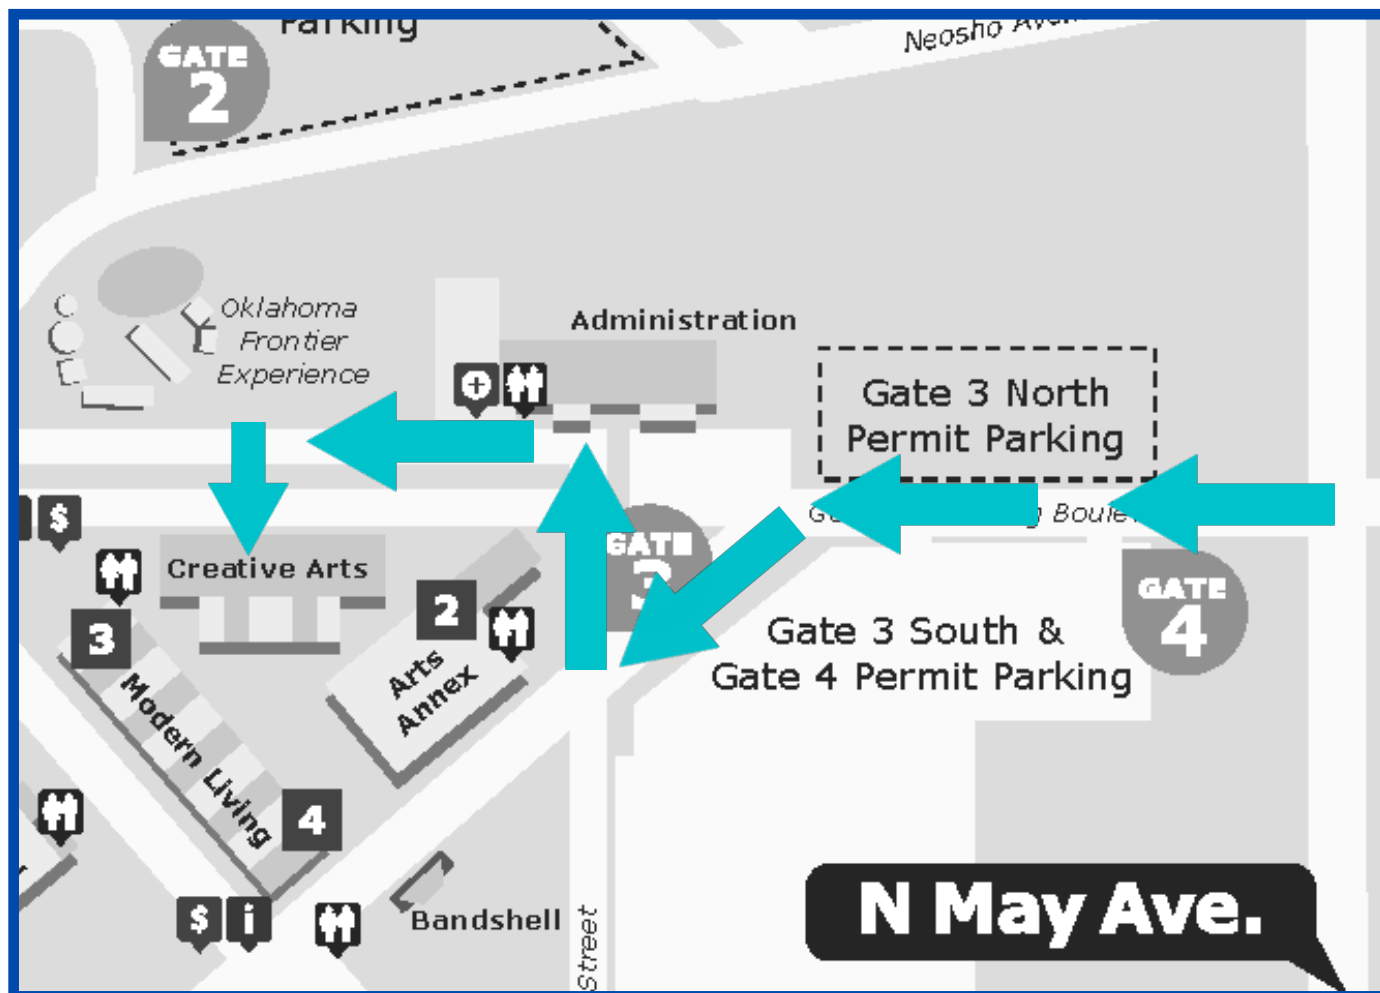 Parking
Neosho
GATE
2
Oklahoma
Frontier
Experience
Administration
Gate 3 North
Permit Parking
$
GATE
3
Creative Arts
2
3
GATE
4
Gate 3 South &
Gate 4 Permit Parking
Arts
Annex
Modern Living
4
$ i
Bandshell
Street
N May Ave.